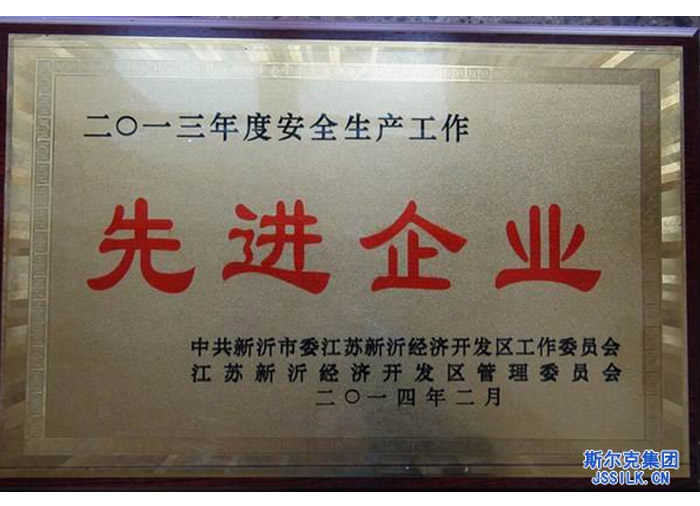 二〇一三年度安全生产工作
先进企业
中共新沂市委江苏新沂经济开发区工作委员会
江苏新沂经济开发区管理委员会
二〇一四年二月
斯尔克集团
JSSILK.CN